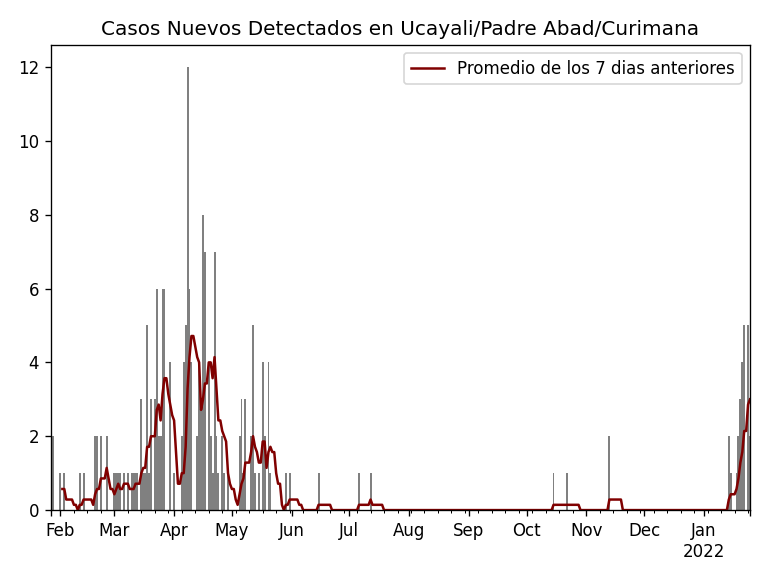 Casos Nuevos Detectados en Ucayali/Padre Abad/Curimana
Promedio de los 7 dias anteriores
12
10
8
6
4
2
0
Feb Mar Apr May Jun Jul Aug Sep Oct Nov Dec Jan
2022